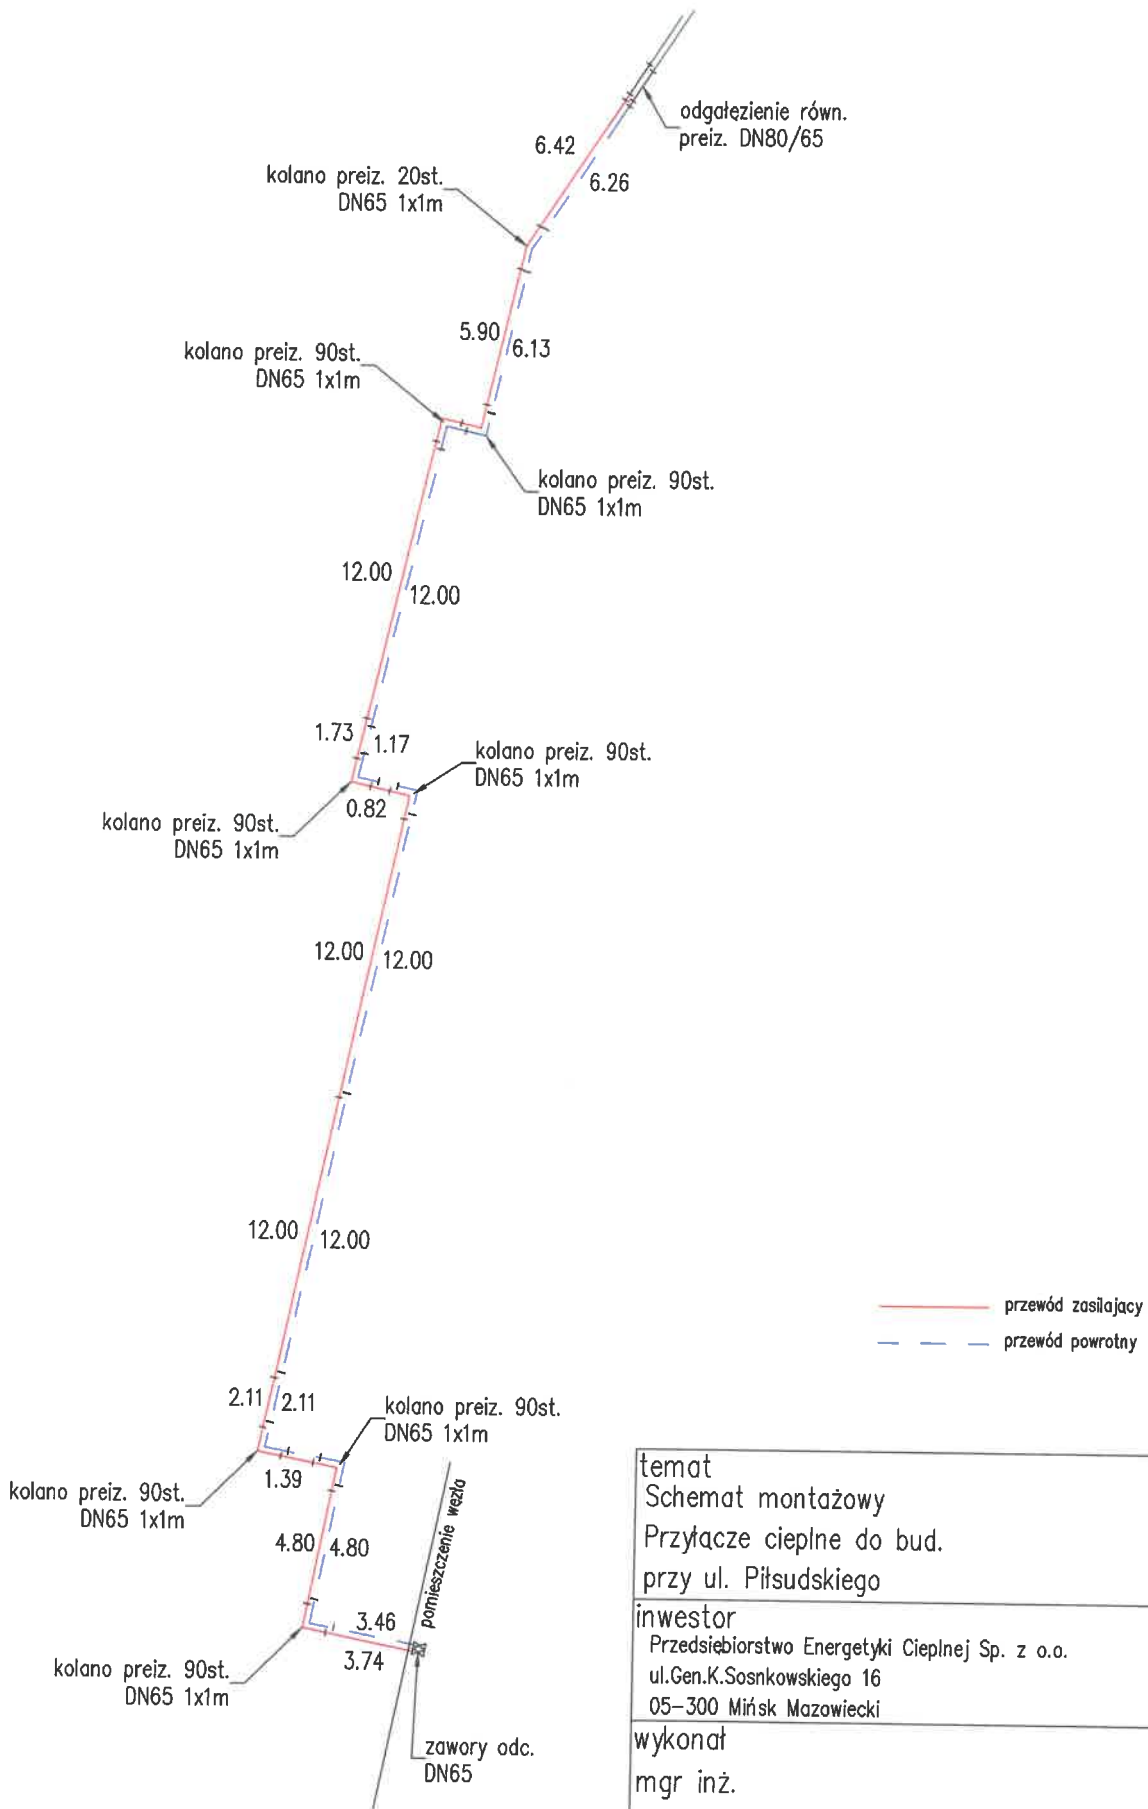 odgałęzienie równ.
preiz. DN80/65
6.42
6.26
kolano preiz. 20st.
DN65 1x1m
5.90
6.13
kolano preiz. 90st.
DN65 1x1m
kolano preiz. 90st.
DN65 1x1m
12.00
12.00
1.73
1.17
kolano preiz. 90st.
DN65 1x1m
0.82
kolano preiz. 90st.
DN65 1x1m
12.00
12.00
12.00
12.00
przewód zasilający
przewód powrotny
2.11
2.11
kolano preiz. 90st.
DN65 1x1m
1.39
kolano preiz. 90st.
DN65 1x1m
4.80
4.80
pomieszczenie węzła
3.46
3.74
kolano preiz. 90st.
DN65 1x1m
zawory odc.
DN65
temat
Schemat montażowy
Przyłącze cieplne do bud.
przy ul. Piłsudskiego
inwestor
Przedsiębiorstwo Energetyki Cieplnej Sp. z o.o.
ul.Gen.K.Sosnkowskiego 16
05-300 Mińsk Mazowiecki
wykonał
mgr inż.